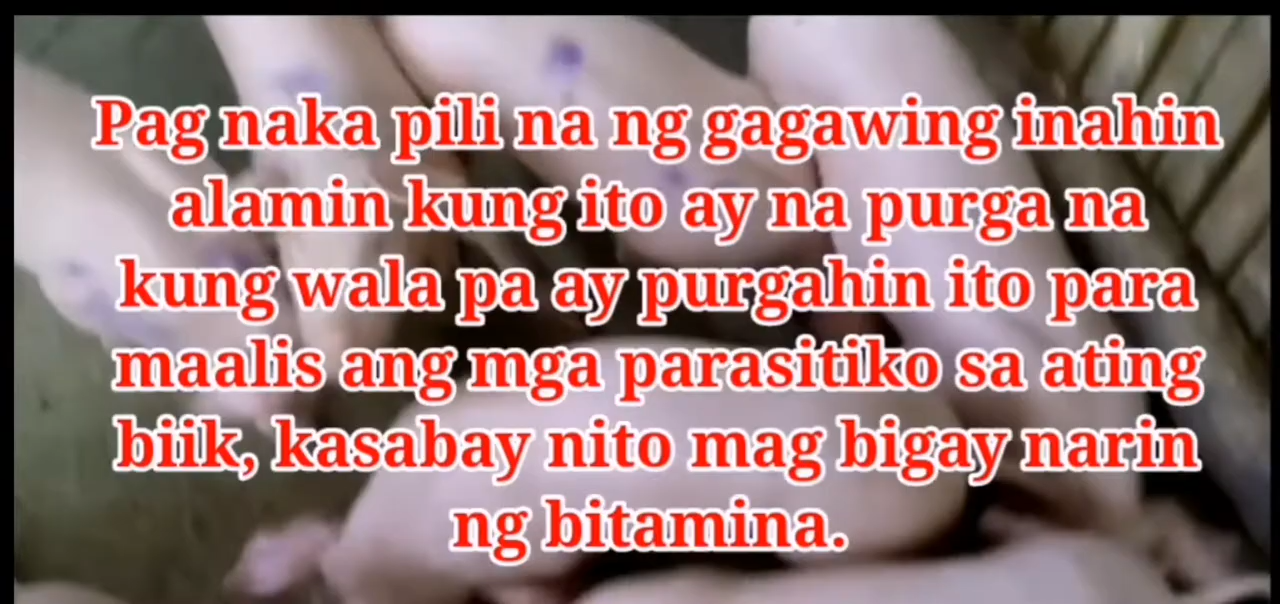 Pag naka pili na ng gagawing inahin
alamin kung ito ay na purga na
kung wala pa ay purgahin ito para
maalis ang mga parasitiko sa ating
biik, kasabay nito mag bigay narin
ng bitamina.